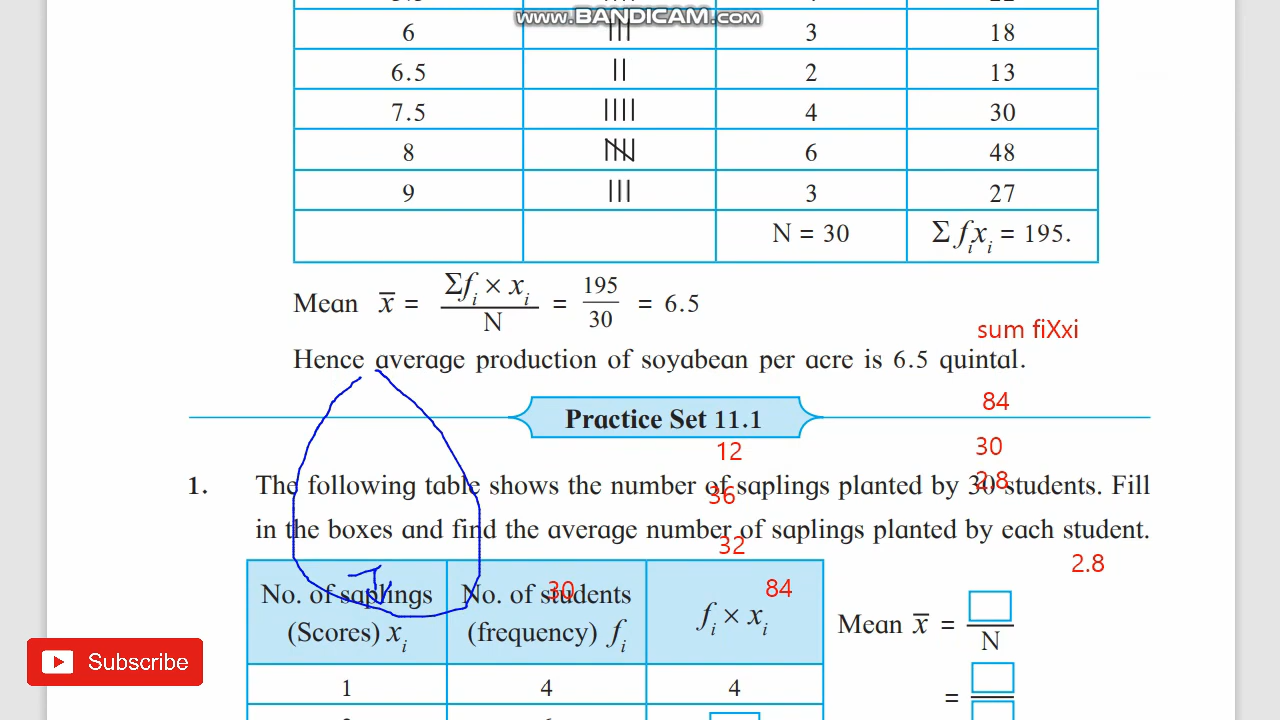 www.BANDICAM.com
6 3 18
6.5 2 13
7.5 4 30
8 6 48
9 3 27
N = 30 Σ fᵢxᵢ = 195.
Mean x̅ = Σfᵢ × xᵢ / N = 195 / 30 = 6.5
sum fiXxi
Hence average production of soyabean per acre is 6.5 quintal.
84
Practice Set 11.1
30
12
2.8
1. The following table shows the number of saplings planted by 30 students. Fill
36
in the boxes and find the average number of saplings planted by each student.
32
2.8
No. of saplings (Scores) xᵢ
No. of students (frequency) fᵢ
fᵢ × xᵢ
30
84
Mean x̅ = □ / N
= □ / □
Subscribe
1 4 4